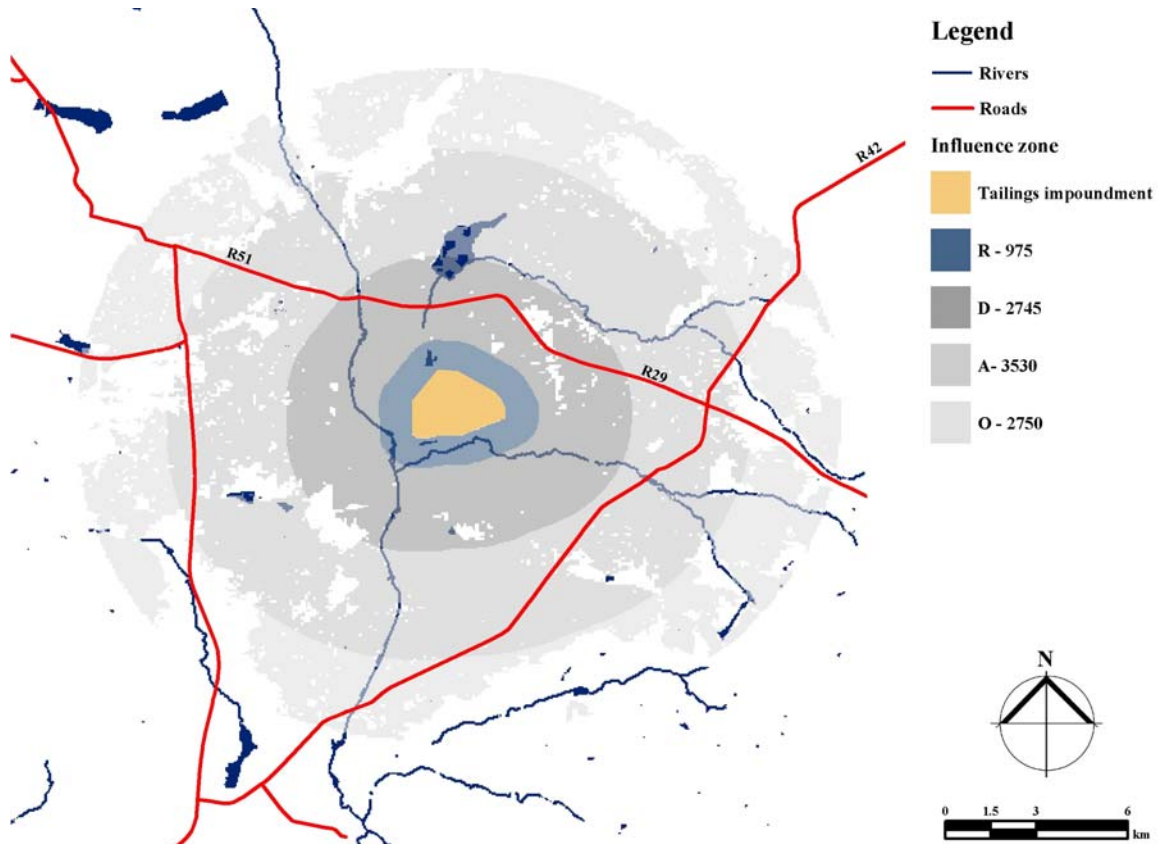 Legend
Rivers
Roads
Influence zone
Tailings impoundment
R - 975
D - 2745
A- 3530
O - 2750
R42
R51
R29
N
0 1.5 3 6
km